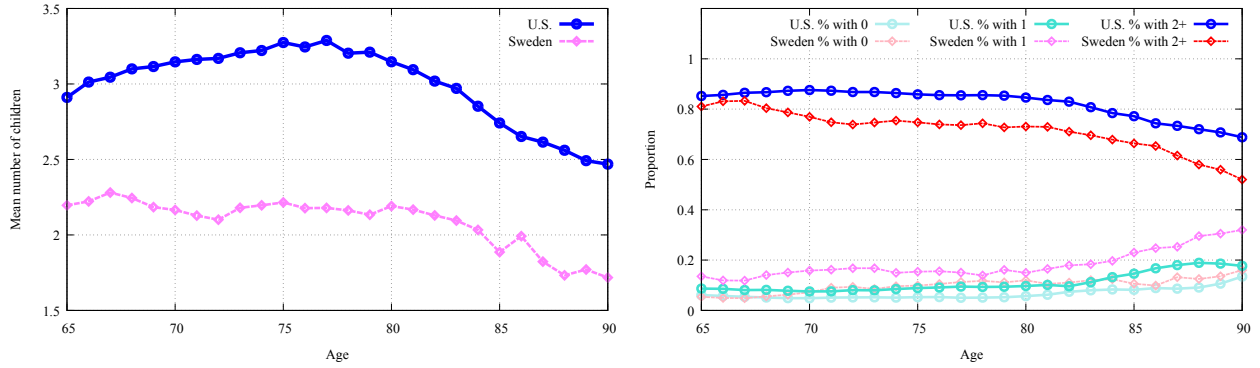 U.S.
Sweden
3.5
3
2.5
2
1.5
65 70 75 80 85 90
Mean number of children
Age
U.S. % with 0 U.S. % with 1 U.S. % with 2+
Sweden % with 0 Sweden % with 1 Sweden % with 2+
1
0.8
0.6
0.4
0.2
0
65 70 75 80 85 90
Proportion
Age